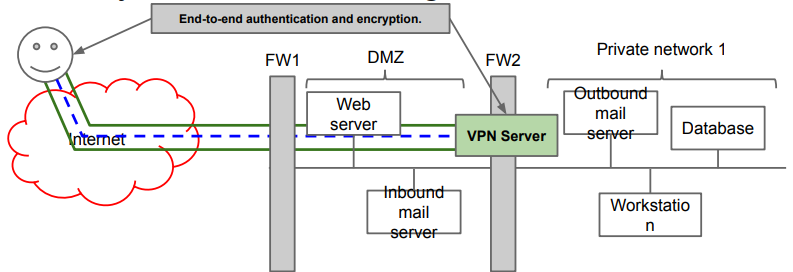 End-to-end authentication and encryption.
FW1
DMZ
FW2
Private network 1
Internet
Web
server
VPN Server
Outbound
mail
server
Database
Inbound
mail
server
Workstatio
n